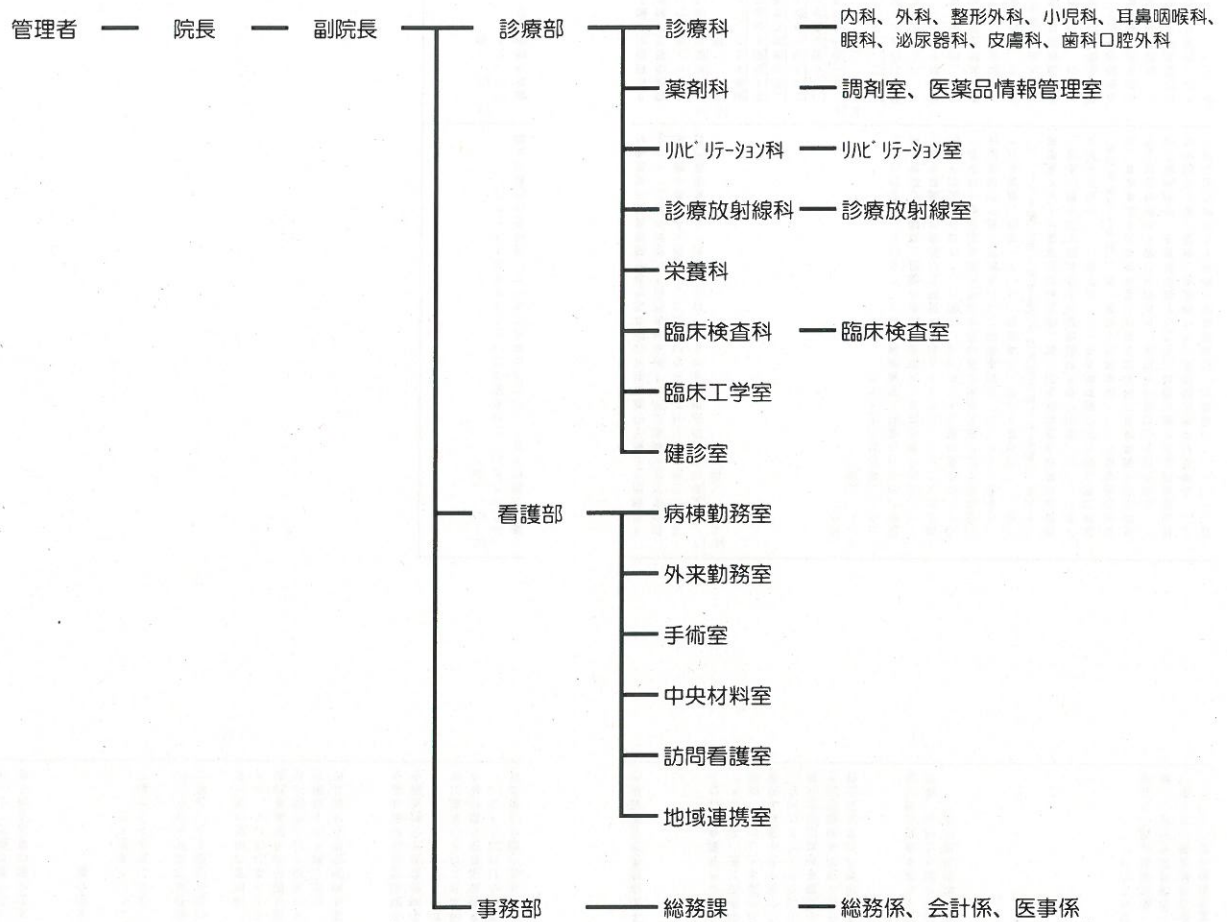 管理者 院長 副院長 診療部 診療科 内科、外科、整形外科、小児科、耳鼻咽喉科、
眼科、泌尿器科、皮膚科、歯科口腔外科
薬剤科 調剤室、医薬品情報管理室
ﾘﾊﾋﾞﾘﾃｰｼｮﾝ科 ﾘﾊﾋﾞﾘﾃｰｼｮﾝ室
診療放射線科 診療放射線室
栄養科
臨床検査科 臨床検査室
臨床工学室
健診室
看護部 病棟勤務室
外来勤務室
手術室
中央材料室
訪問看護室
地域連携室
事務部 総務課 総務係、会計係、医事係